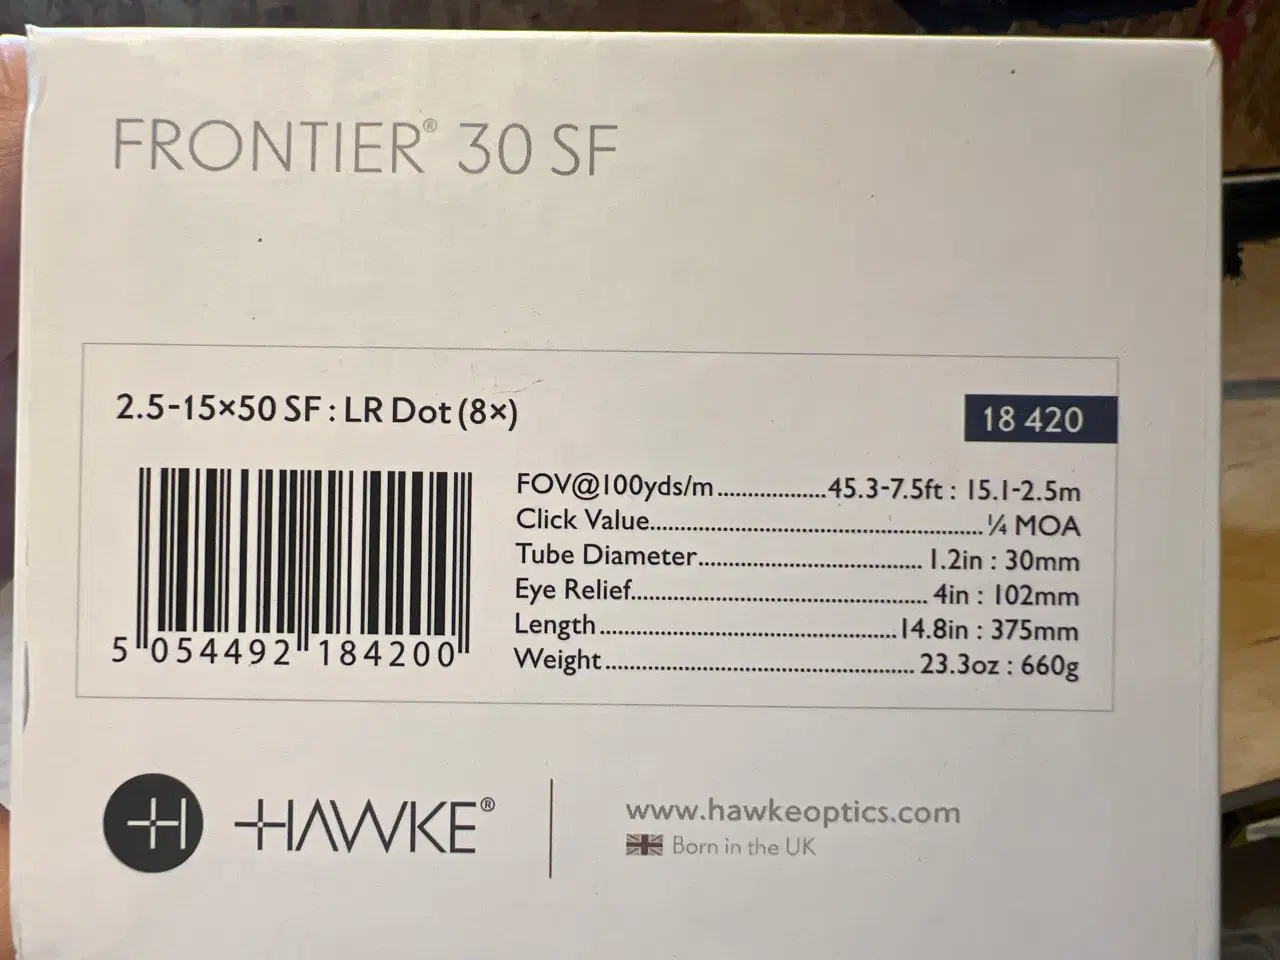 FRONTIER® 30 SF
2.5-15×50 SF : LR Dot (8×)
18 420
FOV@100yds/m..................45.3-7.5ft : 15.1-2.5m
Click Value.......................................................¼ MOA
Tube Diameter..................................... 1.2in : 30mm
Eye Relief................................................. 4in : 102mm
Length.................................................14.8in : 375mm
Weight................................................... 23.3oz : 660g
5 054492 184200
H HAWKE®
www.hawkeoptics.com
Born in the UK